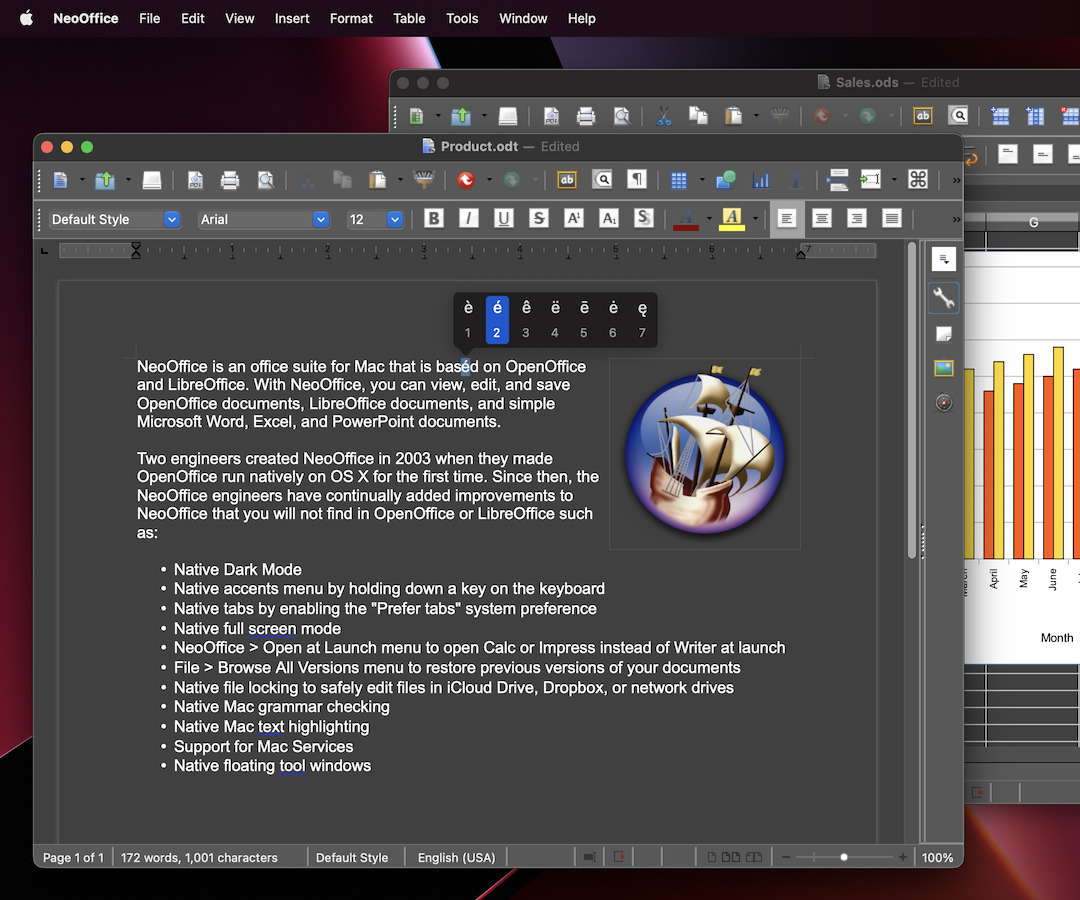 NeoOffice File Edit View Insert Format Table Tools Window Help
Sales.ods — Edited
Product.odt — Edited
Default Style Arial 12
G
1 2 3 4 5 6 7
è é ê ë ē ė ę
1 2 3 4 5 6 7
NeoOffice is an office suite for Mac that is baséd on OpenOffice
and LibreOffice. With NeoOffice, you can view, edit, and save
OpenOffice documents, LibreOffice documents, and simple
Microsoft Word, Excel, and PowerPoint documents.
Two engineers created NeoOffice in 2003 when they made
OpenOffice run natively on OS X for the first time. Since then, the
NeoOffice engineers have continually added improvements to
NeoOffice that you will not find in OpenOffice or LibreOffice such
as:
• Native Dark Mode
• Native accents menu by holding down a key on the keyboard
• Native tabs by enabling the "Prefer tabs" system preference
• Native full screen mode
• NeoOffice > Open at Launch menu to open Calc or Impress instead of Writer at launch
• File > Browse All Versions menu to restore previous versions of your documents
• Native file locking to safely edit files in iCloud Drive, Dropbox, or network drives
• Native Mac grammar checking
• Native Mac text highlighting
• Support for Mac Services
• Native floating tool windows
April
May
June
Month
Page 1 of 1 172 words, 1,001 characters Default Style English (USA) 100%